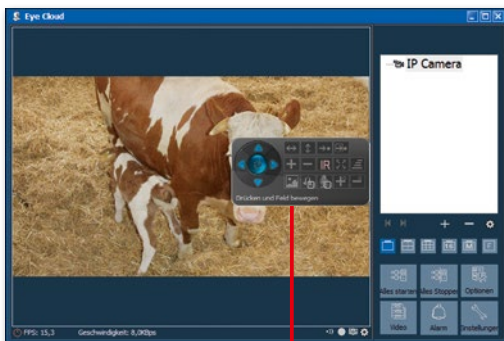 Eye Cloud
IP Camera
IR
Drücken und Feld bewegen
16
M
F
Alles starten
Alles Stoppen
Optionen
Video
Alarm
Einstellungen
FPS: 15,3
Geschwindigkeit: 8,0KBps